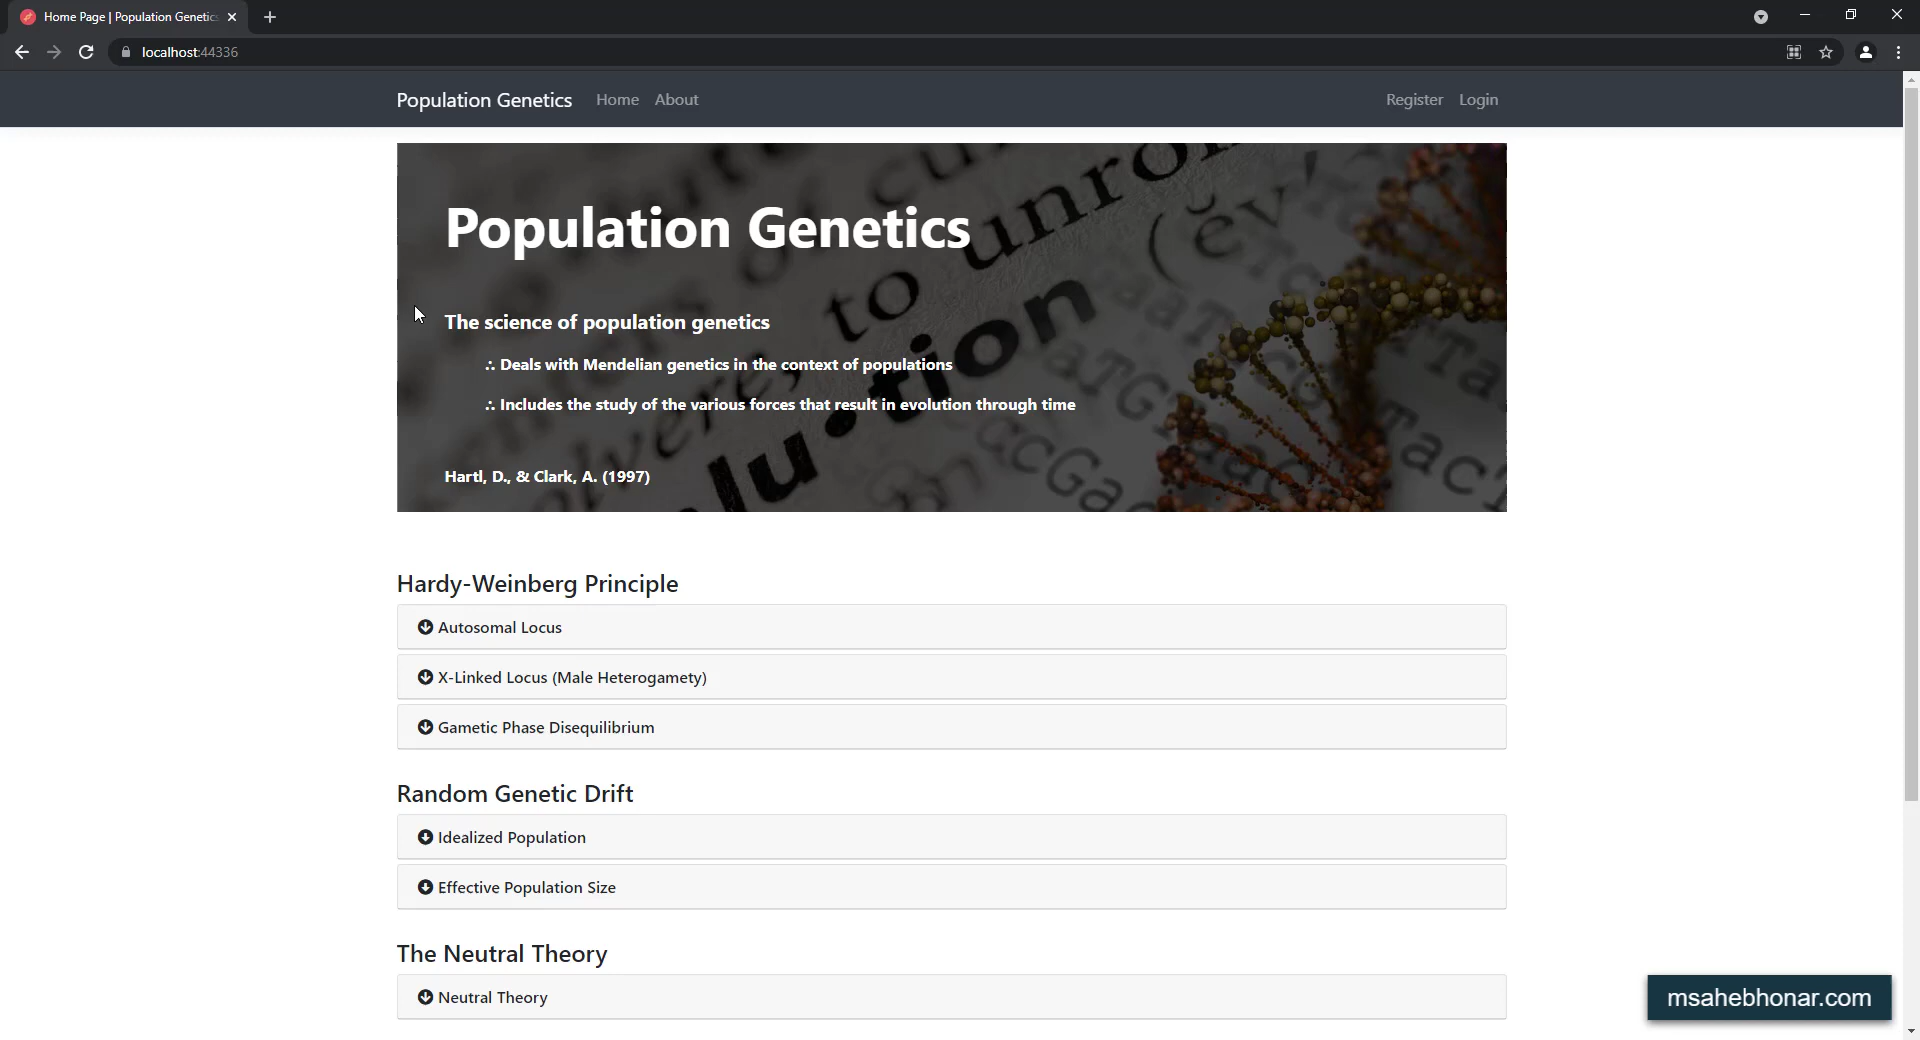 Home Page | Population Genetics
localhost:44336
Population Genetics Home About Register Login
Population Genetics
The science of population genetics
∴ Deals with Mendelian genetics in the context of populations
∴ Includes the study of the various forces that result in evolution through time
Hartl, D., & Clark, A. (1997)
Hardy-Weinberg Principle
Autosomal Locus
X-Linked Locus (Male Heterogamety)
Gametic Phase Disequilibrium
Random Genetic Drift
Idealized Population
Effective Population Size
The Neutral Theory
Neutral Theory
msahebhonar.com